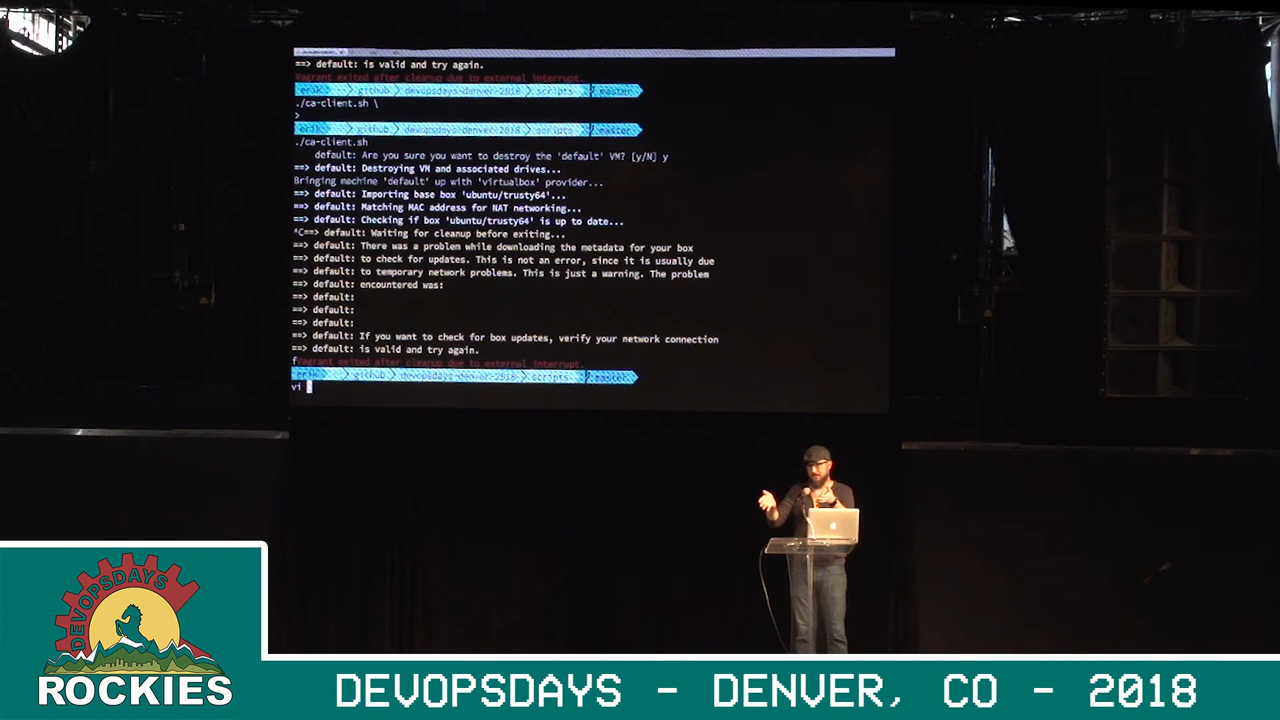 ==> default: is valid and try again.
Vagrant exited after cleanup due to external interrupt.
erik github devopsdays-denver-2018 scripts master
./ca-client.sh \
>
erik github devopsdays-denver-2018 scripts master
./ca-client.sh
default: Are you sure you want to destroy the 'default' VM? [y/N] y
==> default: Destroying VM and associated drives...
Bringing machine 'default' up with 'virtualbox' provider...
==> default: Importing base box 'ubuntu/trusty64'...
==> default: Matching MAC address for NAT networking...
==> default: Checking if box 'ubuntu/trusty64' is up to date...
^C==> default: Waiting for cleanup before exiting...
==> default: There was a problem while downloading the metadata for your box
==> default: to check for updates. This is not an error, since it is usually due
==> default: to temporary network problems. This is just a warning. The problem
==> default: encountered was:
==> default:
==> default:
==> default:
==> default: If you want to check for box updates, verify your network connection
==> default: is valid and try again.
fVagrant exited after cleanup due to external interrupt.
erik github devopsdays-denver-2018 scripts master
vi
DEVOPSDAYS
ROCKIES
DEVOPSDAYS - DENVER, CO - 2018